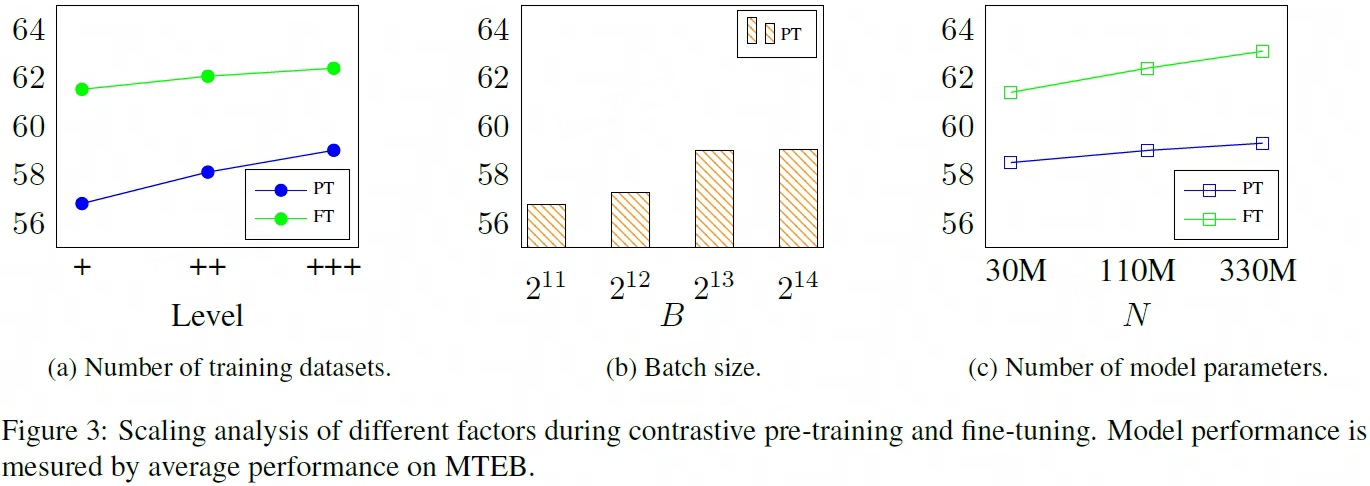 64
62
60
58
56
PT
FT
+ ++ +++
Level
(a) Number of training datasets.
64
62
60
58
56
PT
2^11 2^12 2^13 2^14
B
(b) Batch size.
64
62
60
58
56
PT
FT
30M 110M 330M
N
(c) Number of model parameters.
Figure 3: Scaling analysis of different factors during contrastive pre-training and fine-tuning. Model performance is
mesured by average performance on MTEB.